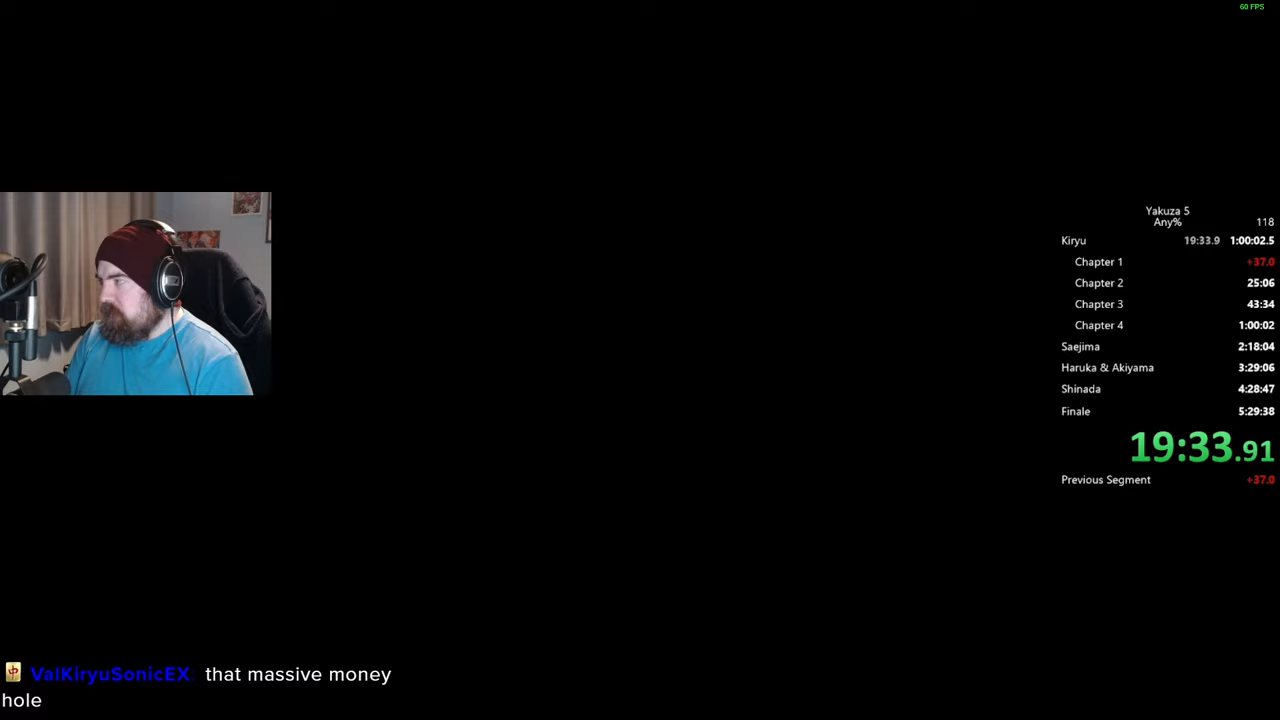 60 FPS
Yakuza 5
Any% 118
Kiryu 19:33.9 1:00:02.5
Chapter 1 +37.0
Chapter 2 25:06
Chapter 3 43:34
Chapter 4 1:00:02
Saejima 2:18:04
Haruka & Akiyama 3:29:06
Shinada 4:28:47
Finale 5:29:38
19:33.91
Previous Segment +37.0
ValKiryuSonicEX: that massive money
hole